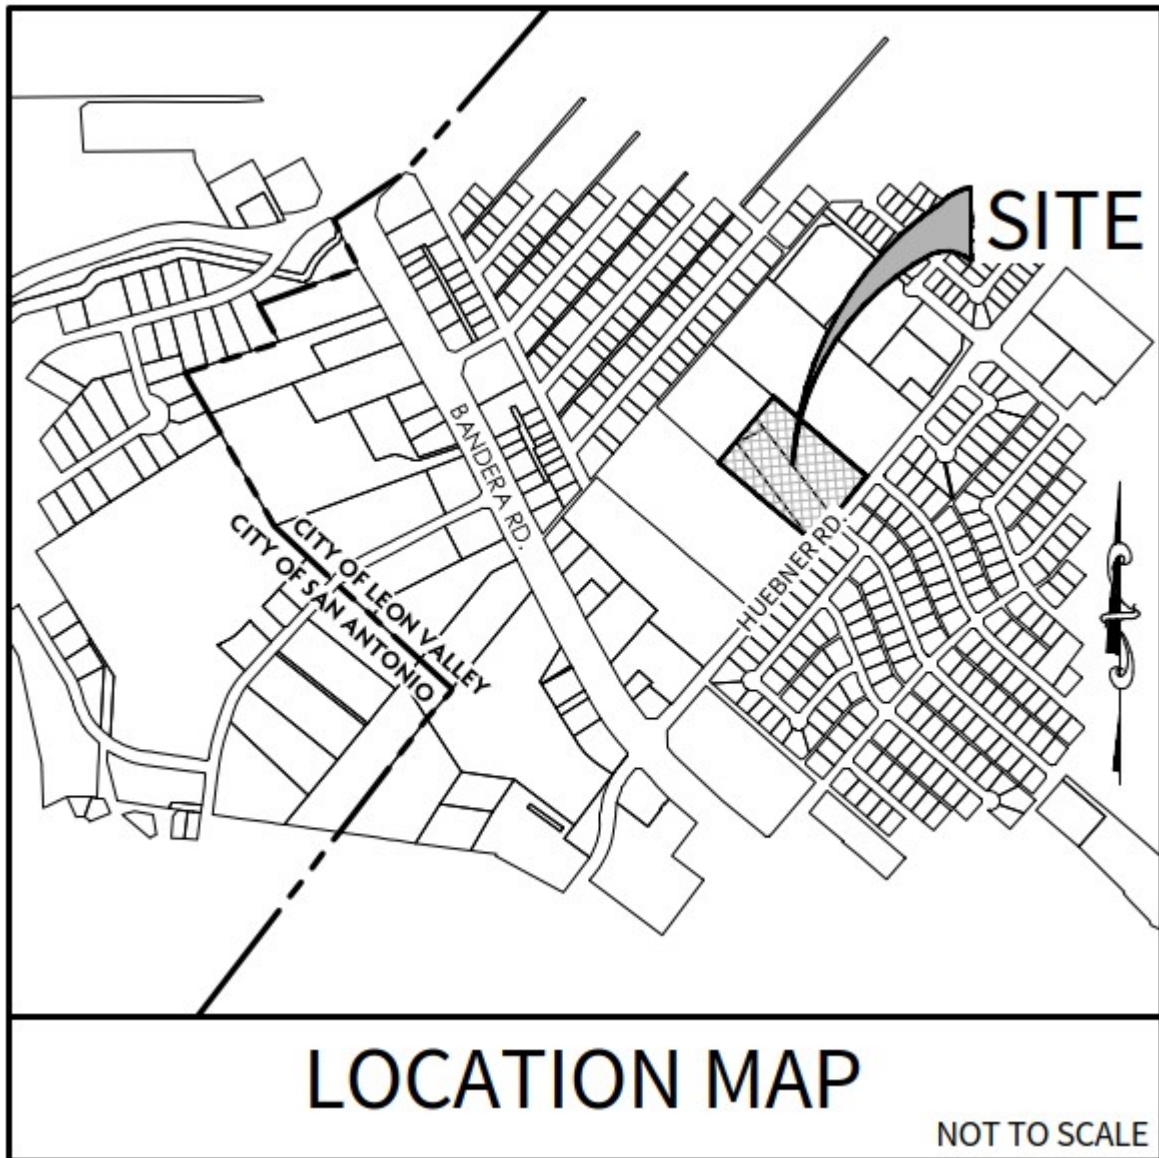 SITE
BANDERA RD.
CITY OF LEON VALLEY
CITY OF SAN ANTONIO
HUEBNER RD.
LOCATION MAP
NOT TO SCALE